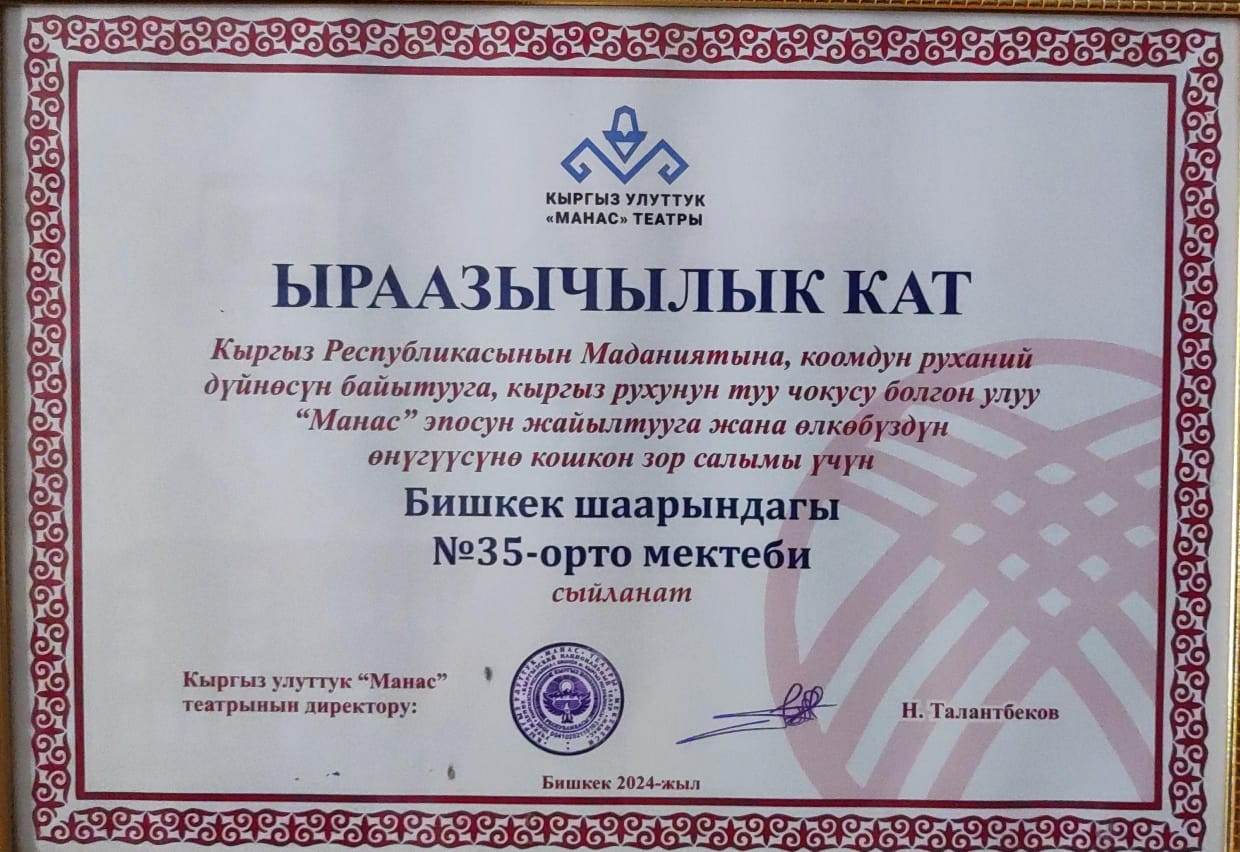 КЫРГЫЗ УЛУТТУК
«МАНАС» ТЕАТРЫ
ЫРААЗЫЧЫЛЫК КАТ
Кыргыз Республикасынын Маданиятына, коомдун руханий
дүйнөсүн байытууга, кыргыз рухунун туу чокусу болгон улуу
“Манас” эпосун жайылтууга жана өлкөбүздүн
өнүгүүсүнө кошкон зор салымы үчүн
Бишкек шаарындагы
№35-орто мектеби
сыйланат
Кыргыз улуттук “Манас”
театрынын директору:
Н. Талантбеков
Бишкек 2024-жыл